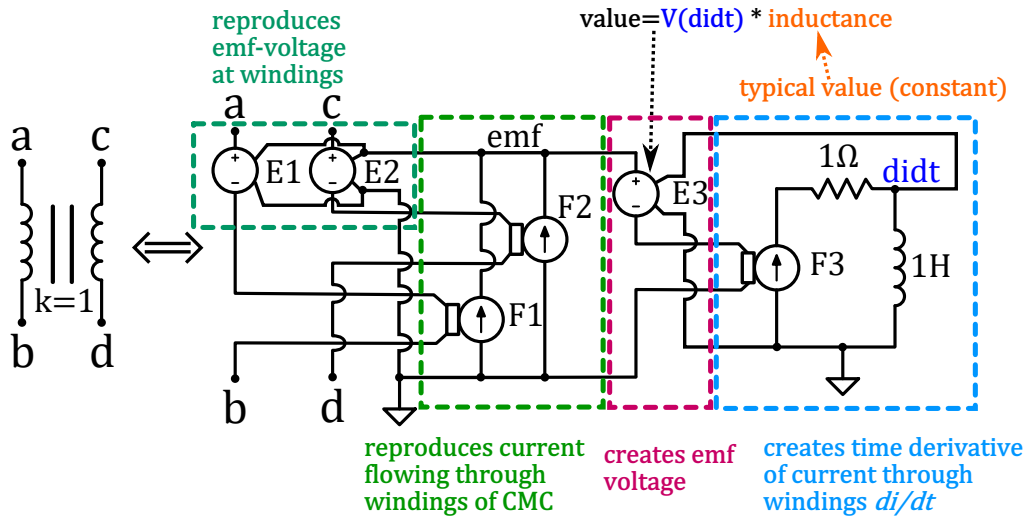 reproduces
emf-voltage
at windings
value=V(didt) * inductance
typical value (constant)
a
c
a
c
emf
1Ω
didt
E1
E2
F2
E3
F3
1H
k=1
F1
b
d
b
d
reproduces current
flowing through
windings of CMC
creates emf
voltage
creates time derivative
of current through
windings di/dt